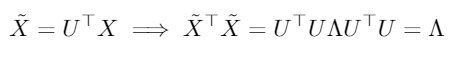 X̃ = U^⊤X ⟹ X̃^⊤X̃ = U^⊤UΛU^⊤U = Λ